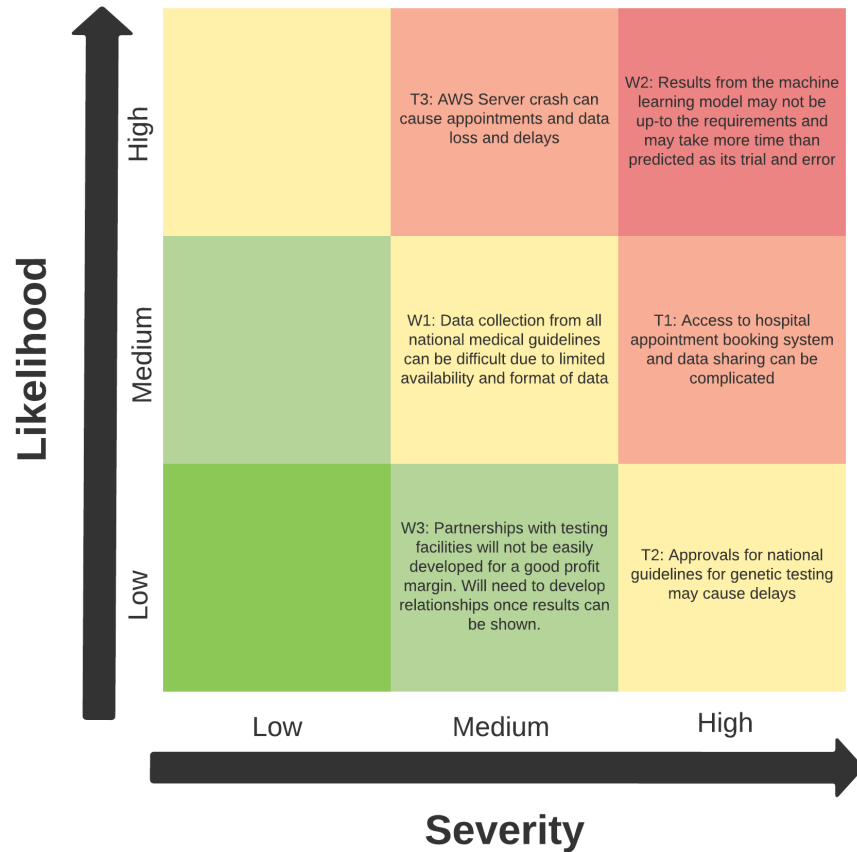 Likelihood
High
T3: AWS Server crash can
cause appointments and data
loss and delays
W2: Results from the machine
learning model may not be
up-to the requirements and
may take more time than
predicted as its trial and error
Medium
W1: Data collection from all
national medical guidelines
can be difficult due to limited
availability and format of data
T1: Access to hospital
appointment booking system
and data sharing can be
complicated
Low
W3: Partnerships with testing
facilities will not be easily
developed for a good profit
margin. Will need to develop
relationships once results can
be shown.
T2: Approvals for national
guidelines for genetic testing
may cause delays
Low
Medium
High
Severity